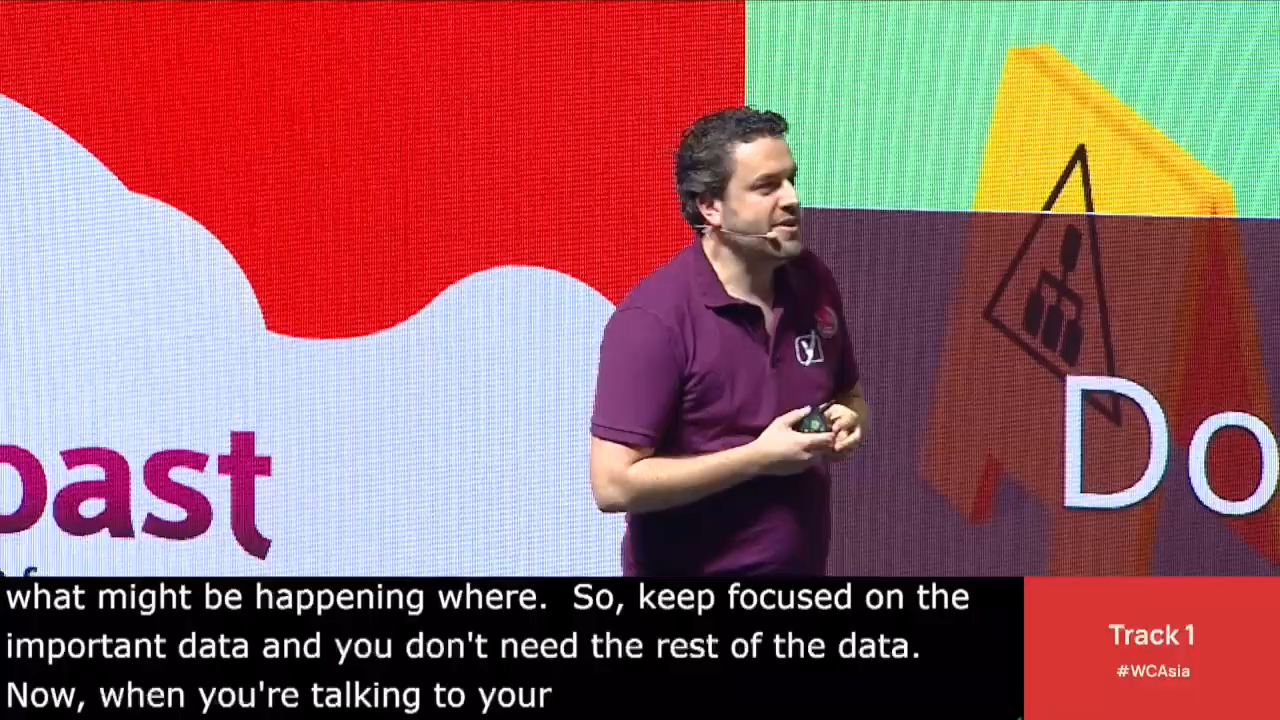 oast
y
Do
what might be happening where.  So, keep focused on the
important data and you don't need the rest of the data.
Now, when you're talking to your
Track 1
#WCAsia